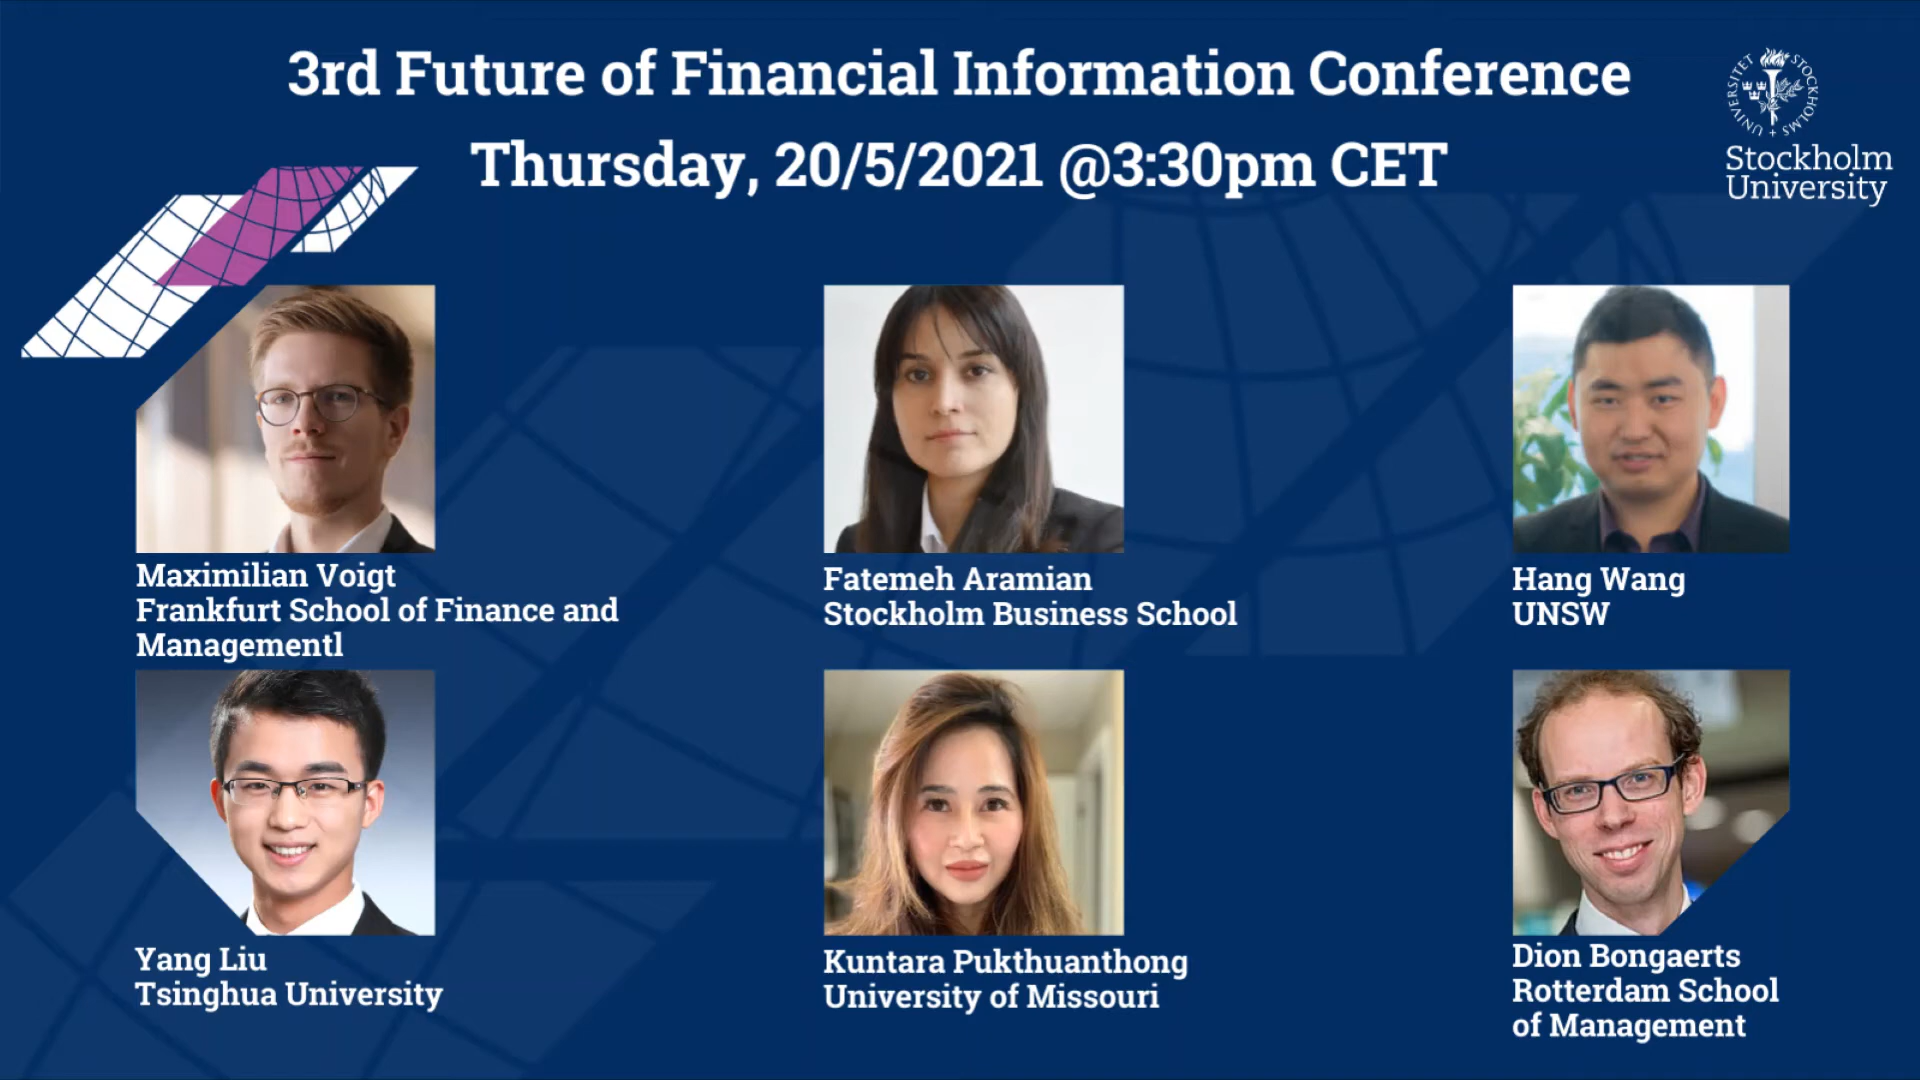 3rd Future of Financial Information Conference
Thursday, 20/5/2021 @3:30pm CET
STOCKHOLMS + UNIVERSITET
Stockholm
University
Maximilian Voigt
Frankfurt School of Finance and
Managementl
Fatemeh Aramian
Stockholm Business School
Hang Wang
UNSW
Yang Liu
Tsinghua University
Kuntara Pukthuanthong
University of Missouri
Dion Bongaerts
Rotterdam School
of Management